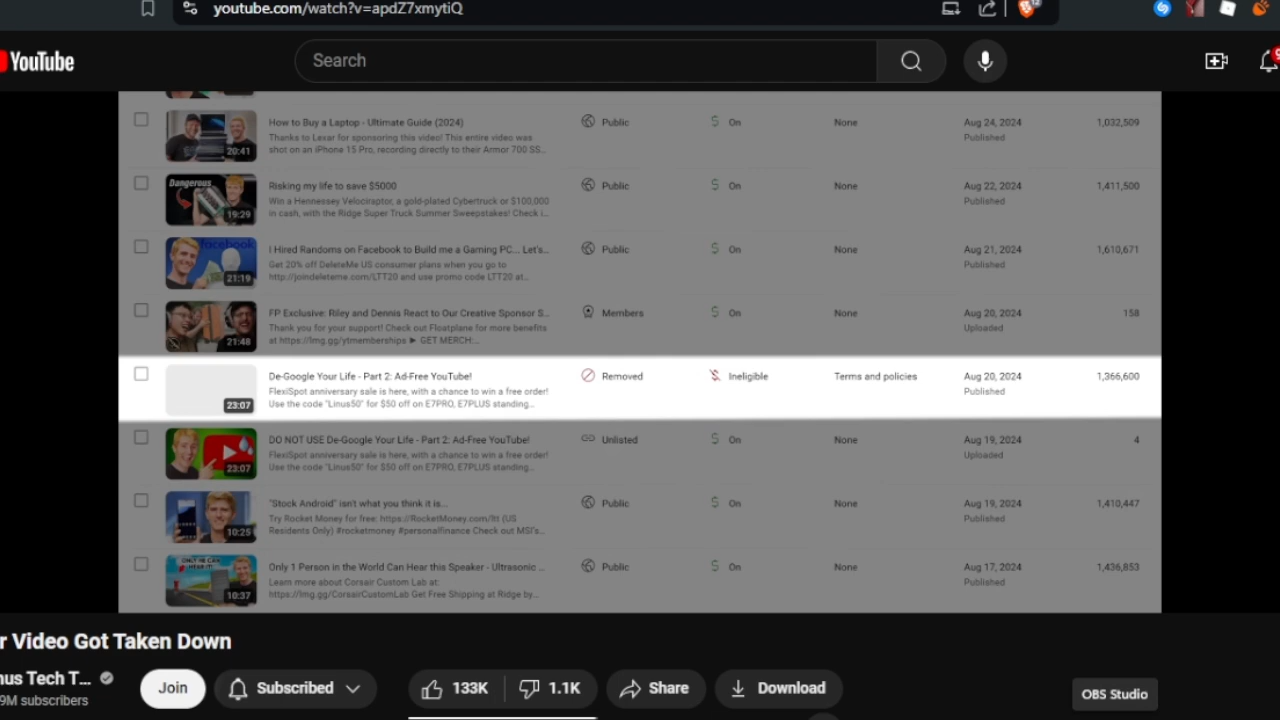 youtube.com/watch?v=apdZ7xmytiQ
YouTube
Search
20:41
How to Buy a Laptop - Ultimate Guide (2024)
Thanks to Lexar for sponsoring this video! This entire video was
shot on an iPhone 15 Pro, recording directly to their Armor 700 SS...
Public
On
None
Aug 24, 2024
Published
1,032,509
Dangerous
19:29
Risking my life to save $5000
Win a Hennessey Velociraptor, a gold-plated Cybertruck or $100,000
in cash, with the Ridge Super Truck Summer Sweepstakes! Check i...
Public
On
None
Aug 22, 2024
Published
1,411,500
facebook
21:19
I Hired Randoms on Facebook to Build me a Gaming PC... Let's...
Get 20% off DeleteMe US consumer plans when you go to
http://joindeleteme.com/LTT20 and use promo code LTT20 at...
Public
On
None
Aug 21, 2024
Published
1,610,671
21:48
FP Exclusive: Riley and Dennis React to Our Creative Sponsor S...
Thank you for your support! Check out Floatplane for more benefits
at https://lmg.gg/ytmemberships ► GET MERCH:...
Members
On
None
Aug 20, 2024
Uploaded
158
23:07
De-Google Your Life - Part 2: Ad-Free YouTube!
FlexiSpot anniversary sale is here, with a chance to win a free order!
Use the code "Linus50" for $50 off on E7PRO, E7PLUS standing...
Removed
Ineligible
Terms and policies
Aug 20, 2024
Published
1,366,600
23:07
DO NOT USE De-Google Your Life - Part 2: Ad-Free YouTube!
FlexiSpot anniversary sale is here, with a chance to win a free order!
Use the code "Linus50" for $50 off on E7PRO, E7PLUS standing...
Unlisted
On
None
Aug 19, 2024
Uploaded
4
10:25
"Stock Android" isn't what you think it is...
Try Rocket Money for free: https://RocketMoney.com/ltt (US
Residents Only) #rocketmoney #personalfinance Check out MSI's...
Public
On
None
Aug 19, 2024
Published
1,410,447
ONLY HE CAN
HEAR IT!
10:37
Only 1 Person in the World Can Hear this Speaker - Ultrasonic ...
Learn more about Corsair Custom Lab at:
https://lmg.gg/CorsairCustomLab Get Free Shipping at Ridge by...
Public
On
None
Aug 17, 2024
Published
1,436,853
r Video Got Taken Down
nus Tech T...
9M subscribers
Join
Subscribed
133K
1.1K
Share
Download
OBS Studio